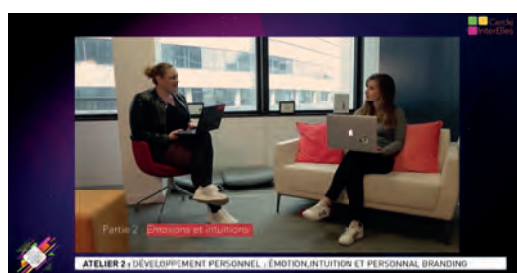 Cercle
InterElles
Partie 2 : Émotions et intuitions
ATELIER 2 : DÉVELOPPEMENT PERSONNEL : ÉMOTION,INTUITION ET PERSONNAL BRANDING